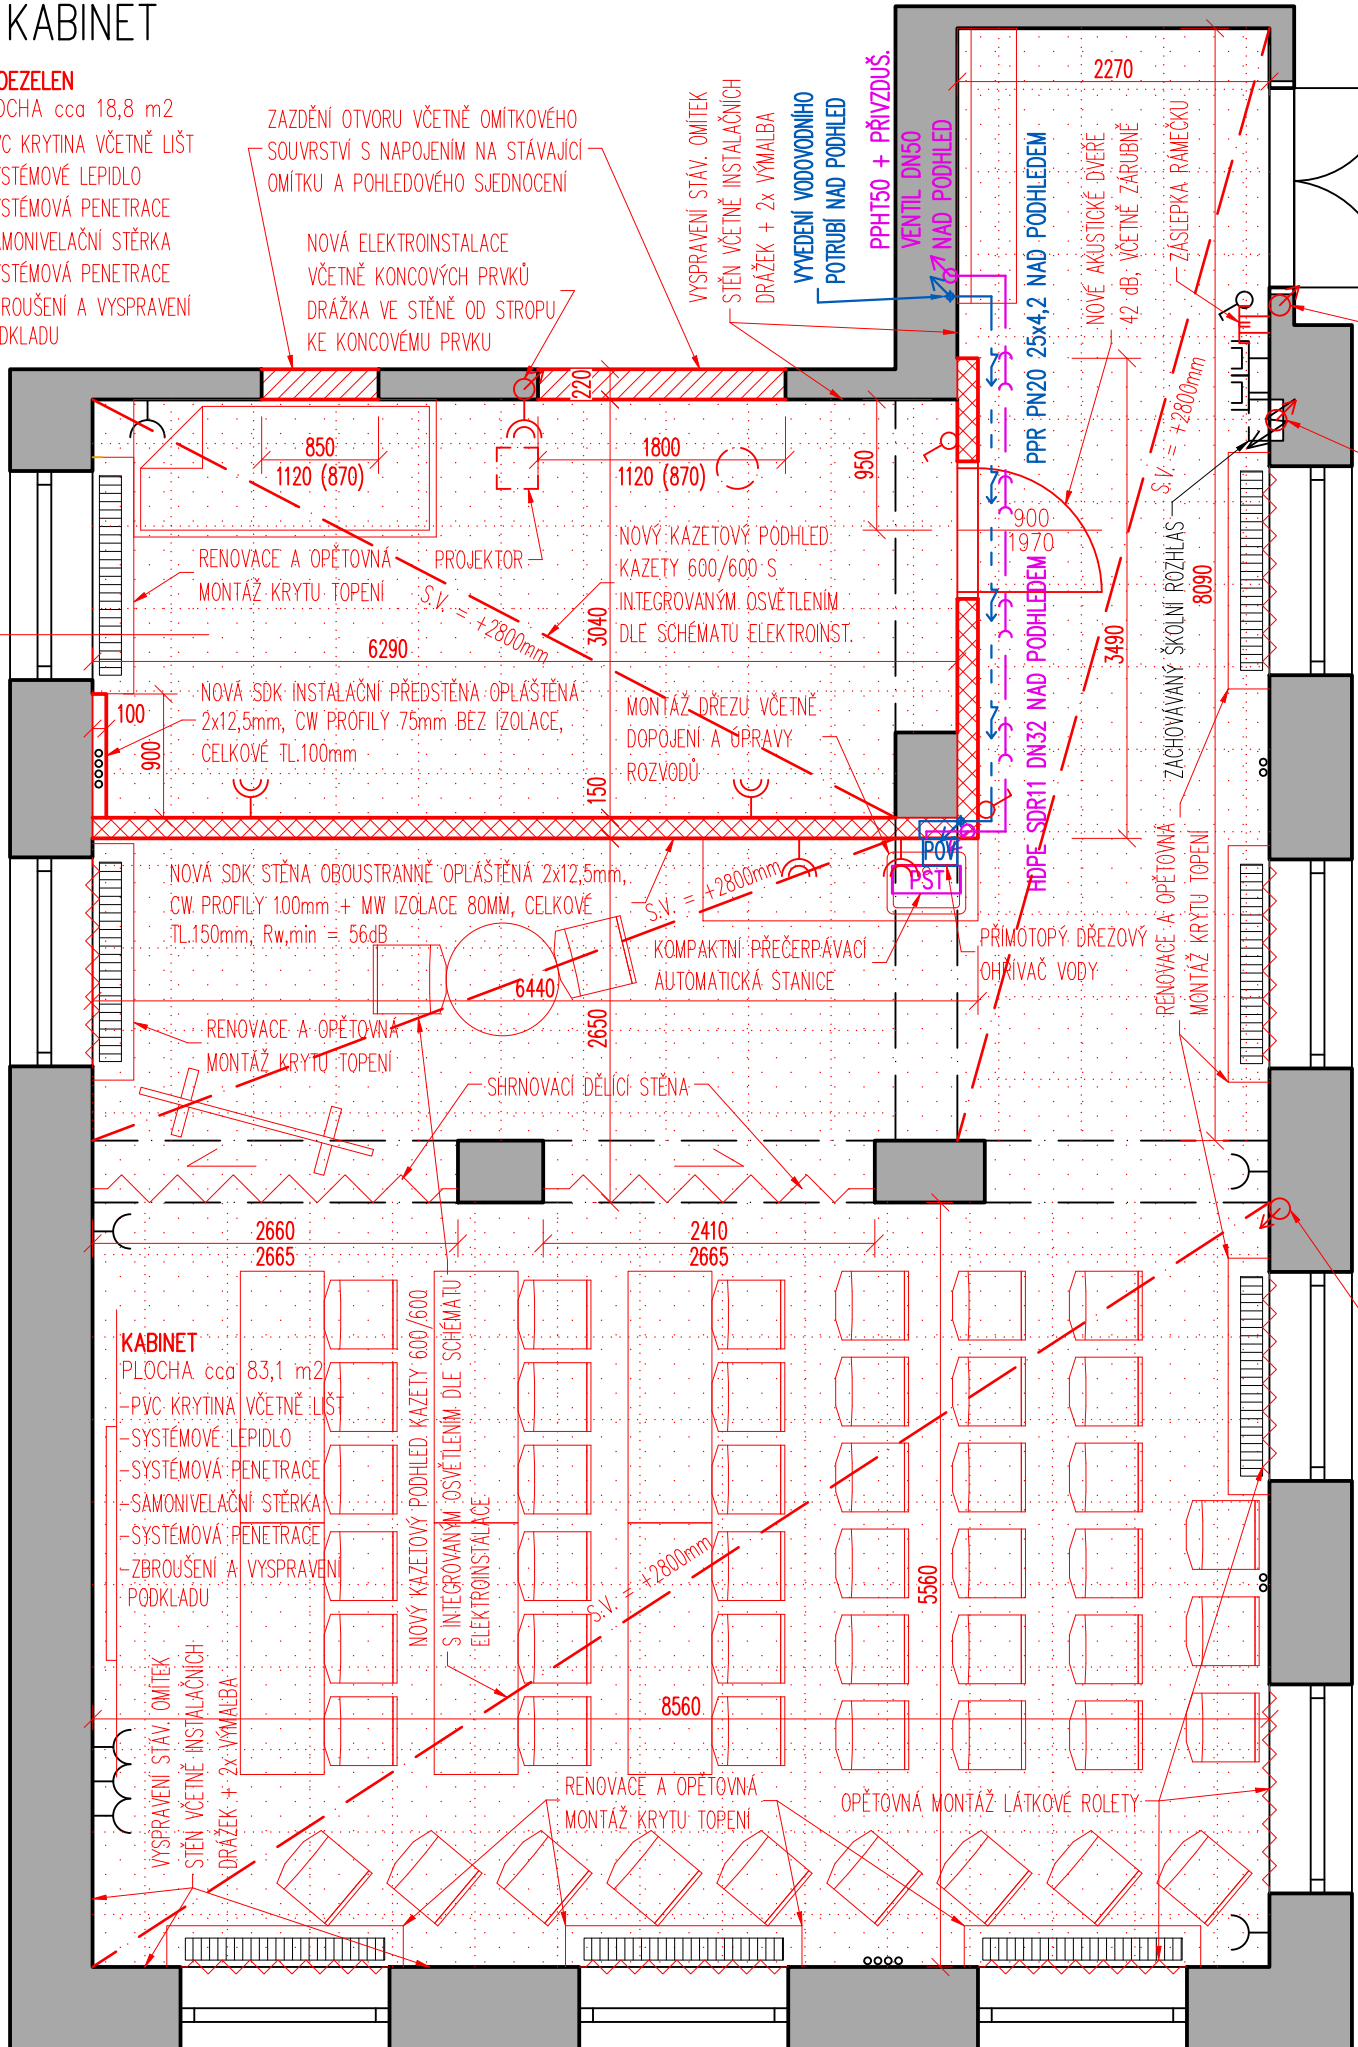 KABINET
OEZELEN
OCHA cca 18,8 m2
VC KRYTINA VČETNĚ LIŠT
YSTÉMOVÉ LEPIDLO
YSTÉMOVÁ PENETRACE
AMONIVELAČNÍ STĚRKA
YSTÉMOVÁ PENETRACE
ROUŠENÍ A VYSPRAVENÍ
DKLADU
ZAZDĚNÍ OTVORU VČETNĚ OMÍTKOVÉHO
SOUVRSTVÍ S NAPOJENÍM NA STÁVAJÍCÍ
OMÍTKU A POHLEDOVÉHO SJEDNOCENÍ
NOVÁ ELEKTROINSTALACE
VČETNĚ KONCOVÝCH PRVKŮ
DRÁŽKA VE STĚNĚ OD STROPU
KE KONCOVÉMU PRVKU
VYSPRAVENÍ STÁV. OMÍTEK
STĚN VČETNĚ INSTALAČNÍCH
DRÁŽEK + 2x VÝMALBA
VYVEDENÍ VODOVODNÍHO
POTRUBÍ NAD PODHLED
PPHT50 + PŘIVZDUŠ.
VENTIL DN50
NAD PODHLED
2270
PPR PN20 25x4,2 NAD PODHLEDEM
NOVÉ AKUSTICKÉ DVEŘE
42 dB, VČETNĚ ZÁRUBNĚ
ZÁSLEPKA RÁMEČKU
S.V. = +2800mm
220
850
1120 (870)
1800
1120 (870)
950
900
1970
RENOVACE A OPĚTOVNÁ
MONTÁŽ KRYTU TOPENÍ
PROJEKTOR
S.V. = +2800mm
NOVÝ KAZETOVÝ PODHLED
KAZETY 600/600 S
INTEGROVANÝM OSVĚTLENÍM
DLE SCHÉMATU ELEKTROINST.
3040
6290
HDPE SDR11 DN32 NAD PODHLEDEM
3490
ZACHOVÁVANÝ ŠKOLNÍ ROZHLAS
8090
100
900
NOVÁ SDK INSTALAČNÍ PŘEDSTĚNA OPLÁŠTĚNÁ
2x12,5mm, CW PROFILY 75mm BEZ IZOLACE,
CELKOVÉ TL.100mm
MONTÁŽ DŘEZU VČETNĚ
DOPOJENÍ A ÚPRAVY
ROZVODŮ
150
POV
PST
NOVÁ SDK STĚNA OBOUSTRANNĚ OPLÁŠTĚNÁ 2x12,5mm,
CW PROFILY 100mm + MW IZOLACE 80MM, CELKOVÉ
TL.150mm, Rw,min = 56dB
S.V. = +2800mm
KOMPAKTNÍ PŘEČERPÁVACÍ
AUTOMATICKÁ STANICE
PŘÍMOTOPÝ DŘEZOVÝ
OHŘÍVAČ VODY
RENOVACE A OPĚTOVNÁ
MONTÁŽ KRYTU TOPENÍ
6440
2650
RENOVACE A OPĚTOVNÁ
MONTÁŽ KRYTU TOPENÍ
SHRNOVACÍ DĚLÍCÍ STĚNA
2660
2665
2410
2665
KABINET
PLOCHA cca 83,1 m2
-PVC KRYTINA VČETNĚ LIŠT
-SYSTÉMOVÉ LEPIDLO
-SYSTÉMOVÁ PENETRACE
-SAMONIVELAČNÍ STĚRKA
-SYSTÉMOVÁ PENETRACE
-ZBROUŠENÍ A VYSPRAVENÍ
PODKLADU
NOVÝ KAZETOVÝ PODHLED KAZETY 600/600
S INTEGROVANÝM OSVĚTLENÍM DLE SCHÉMATU
ELEKTROINSTALACE
S.V. = +2800mm
5560
8560
VYSPRAVENÍ STÁV. OMÍTEK
STĚN VČETNĚ INSTALAČNÍCH
DRÁŽEK + 2x VÝMALBA
RENOVACE A OPĚTOVNÁ
MONTÁŽ KRYTU TOPENÍ
OPĚTOVNÁ MONTÁŽ LÁTKOVÉ ROLETY